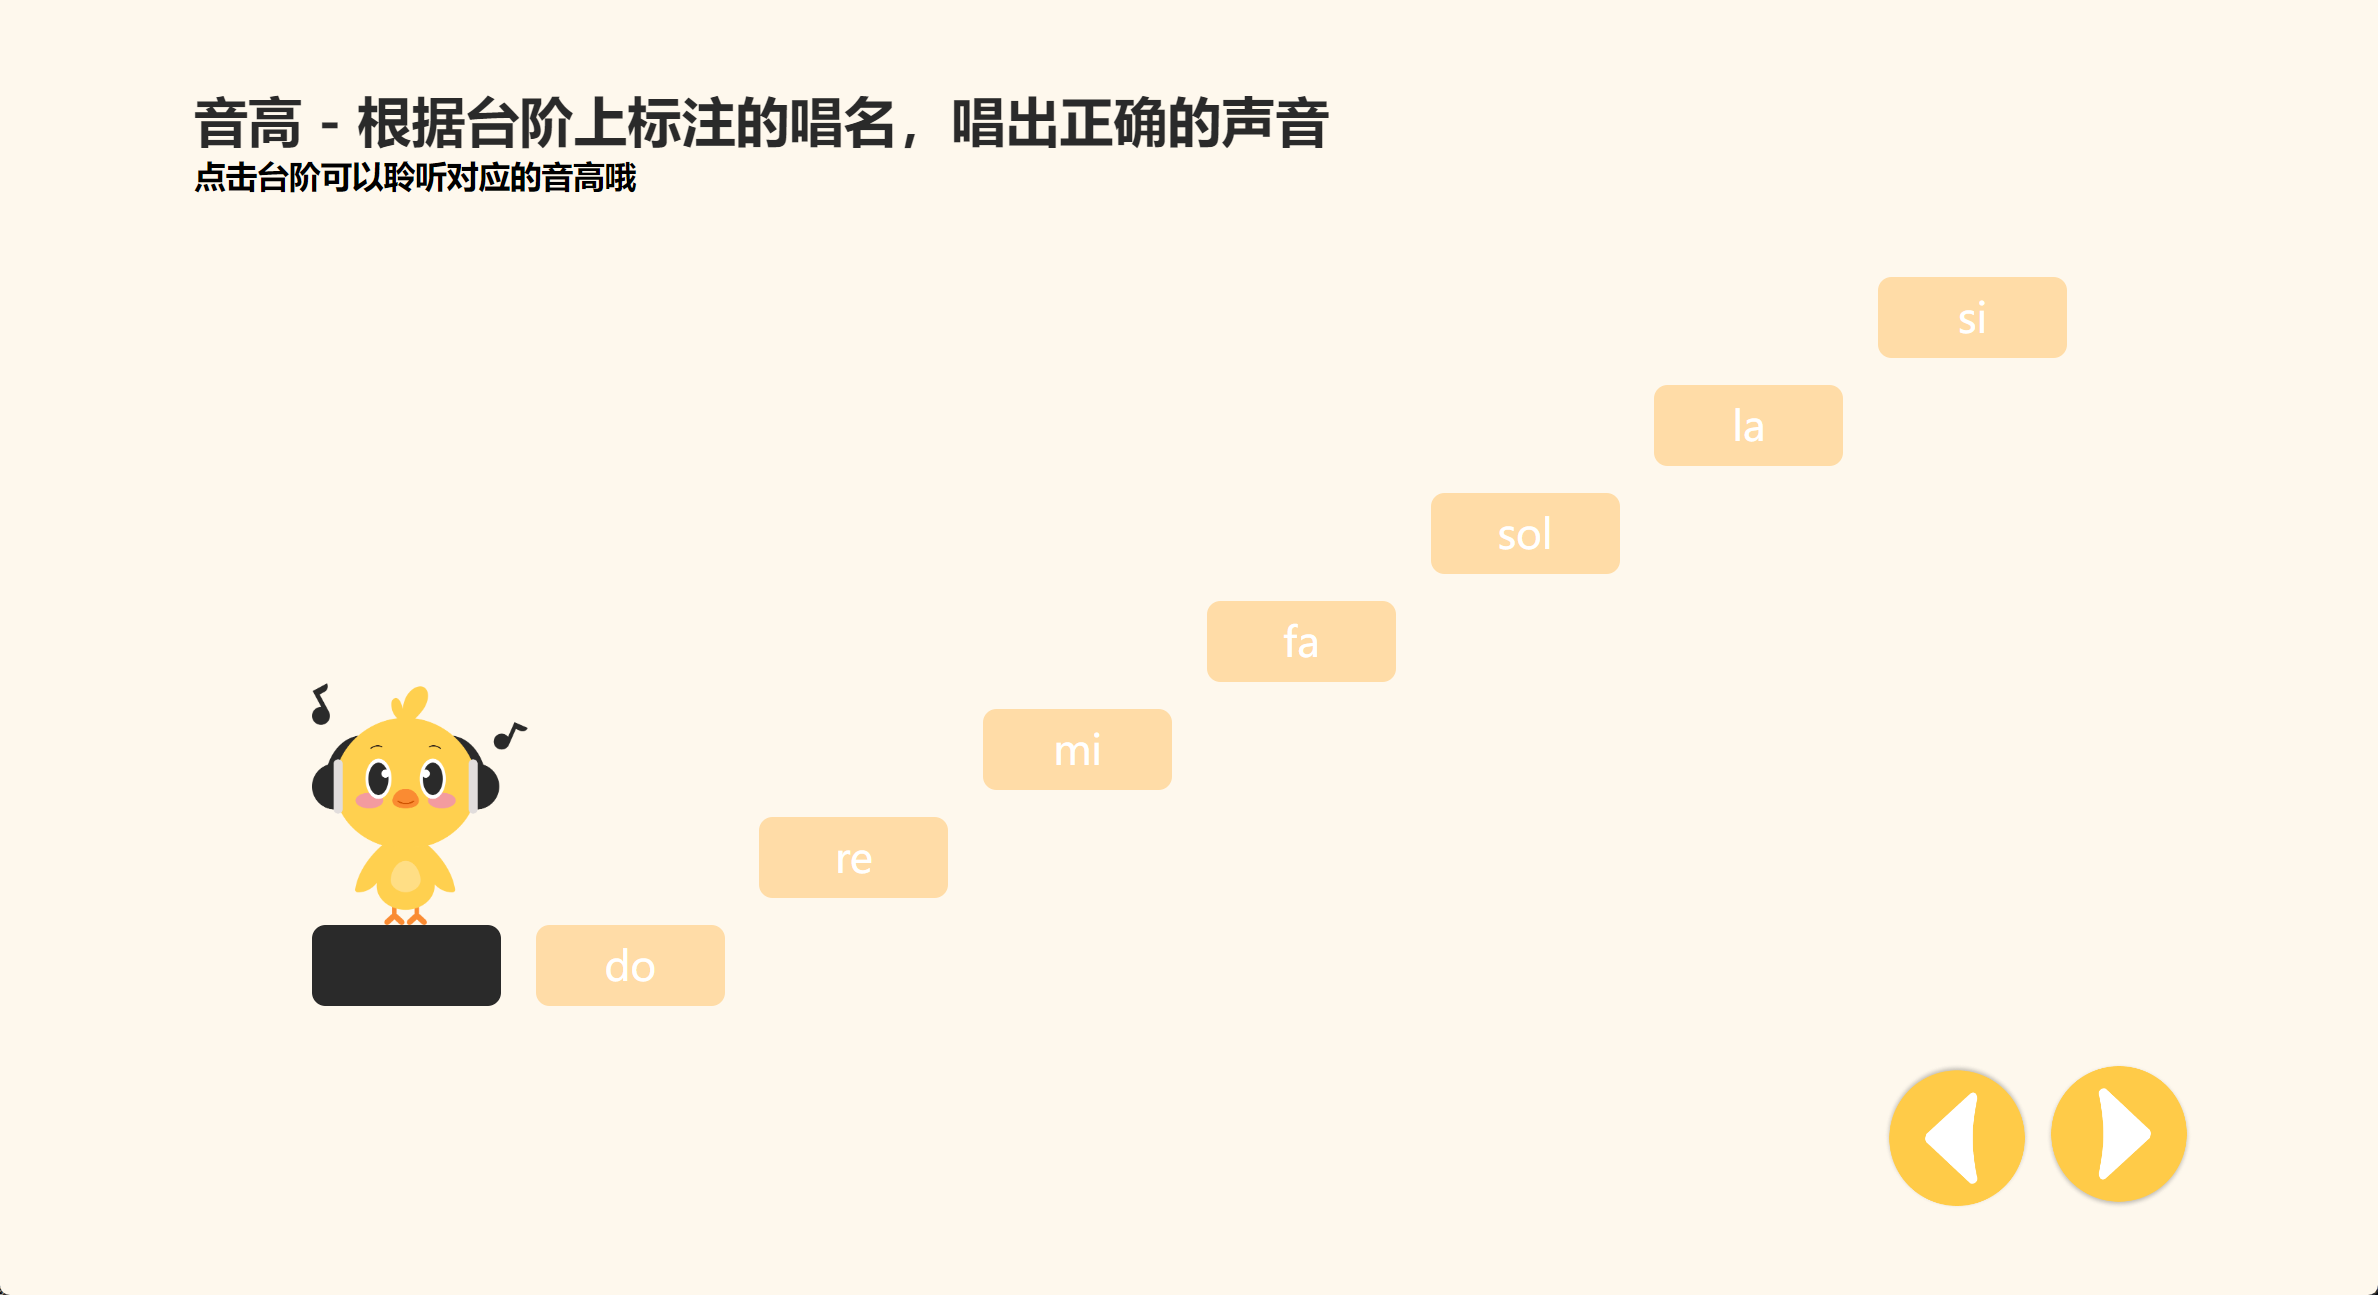 音高 - 根据台阶上标注的唱名，唱出正确的声音
点击台阶可以聆听对应的音高哦
si
la
sol
fa
mi
re
do